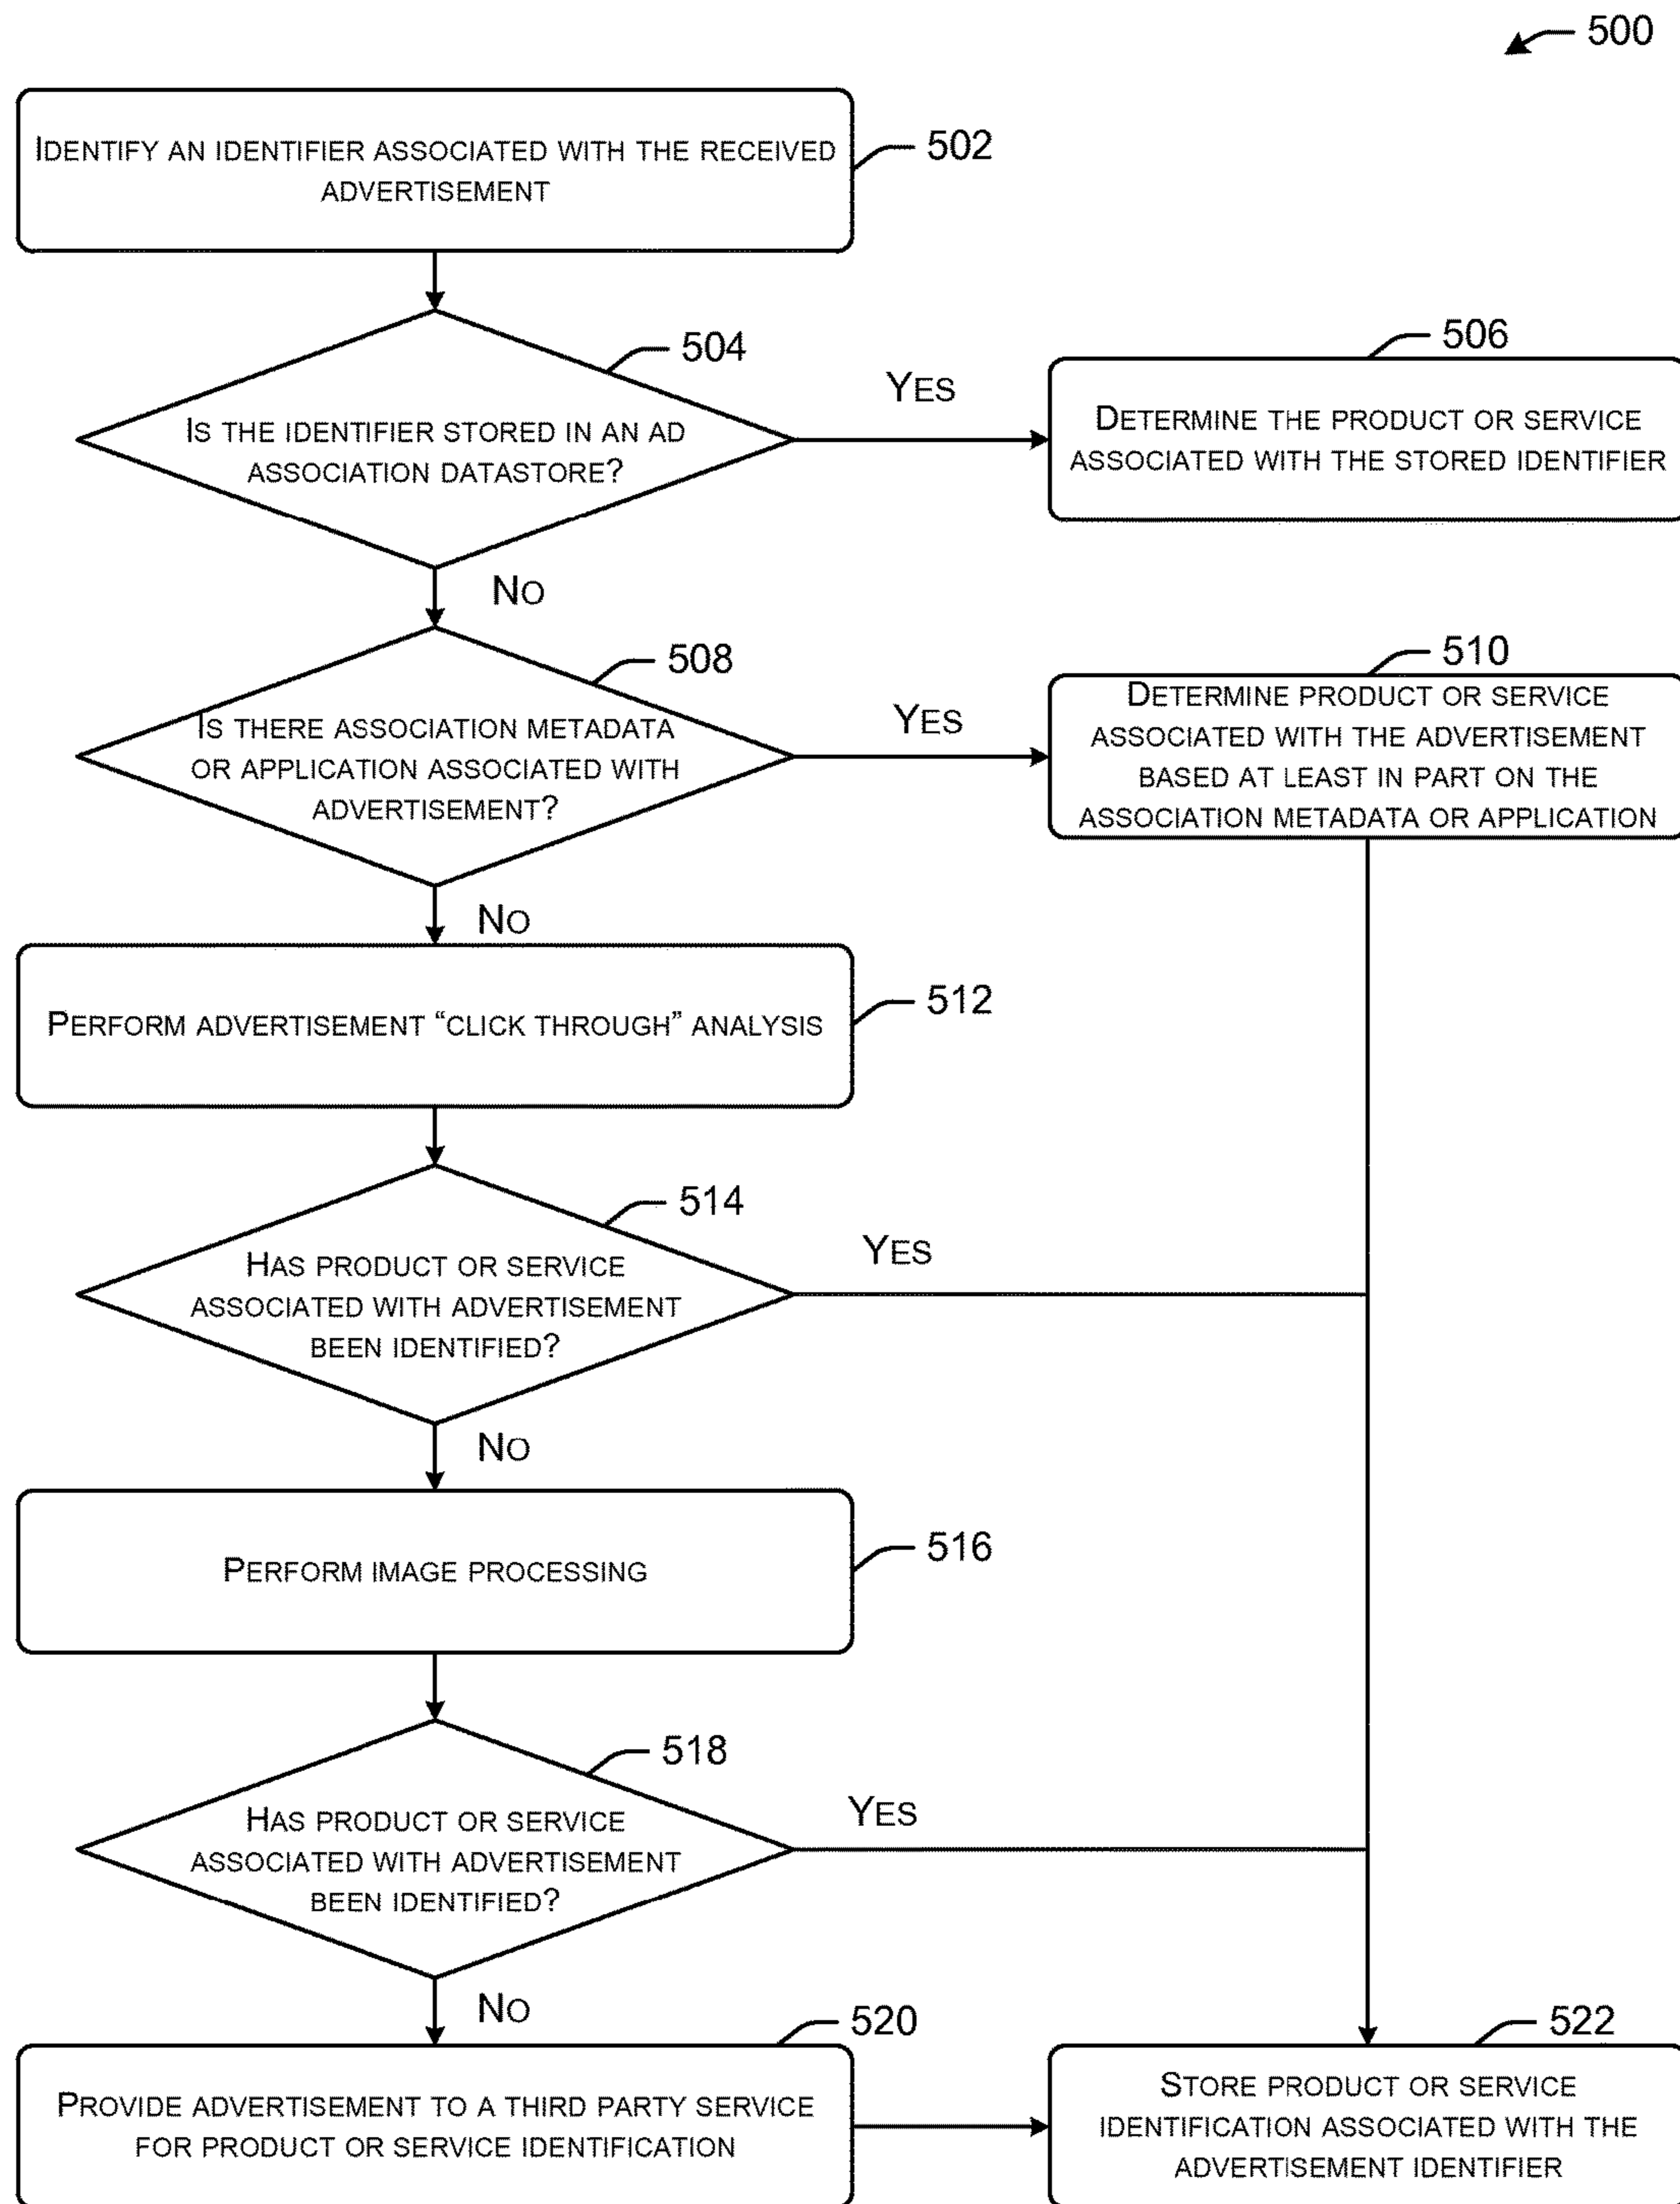 500
IDENTIFY AN IDENTIFIER ASSOCIATED WITH THE RECEIVED
ADVERTISEMENT
502
504
IS THE IDENTIFIER STORED IN AN AD
ASSOCIATION DATASTORE?
YES
506
DETERMINE THE PRODUCT OR SERVICE
ASSOCIATED WITH THE STORED IDENTIFIER
NO
508
IS THERE ASSOCIATION METADATA
OR APPLICATION ASSOCIATED WITH
ADVERTISEMENT?
YES
510
DETERMINE PRODUCT OR SERVICE
ASSOCIATED WITH THE ADVERTISEMENT
BASED AT LEAST IN PART ON THE
ASSOCIATION METADATA OR APPLICATION
NO
PERFORM ADVERTISEMENT “CLICK THROUGH” ANALYSIS
512
514
HAS PRODUCT OR SERVICE
ASSOCIATED WITH ADVERTISEMENT
BEEN IDENTIFIED?
YES
NO
PERFORM IMAGE PROCESSING
516
518
HAS PRODUCT OR SERVICE
ASSOCIATED WITH ADVERTISEMENT
BEEN IDENTIFIED?
YES
NO
520
PROVIDE ADVERTISEMENT TO A THIRD PARTY SERVICE
FOR PRODUCT OR SERVICE IDENTIFICATION
522
STORE PRODUCT OR SERVICE
IDENTIFICATION ASSOCIATED WITH THE
ADVERTISEMENT IDENTIFIER